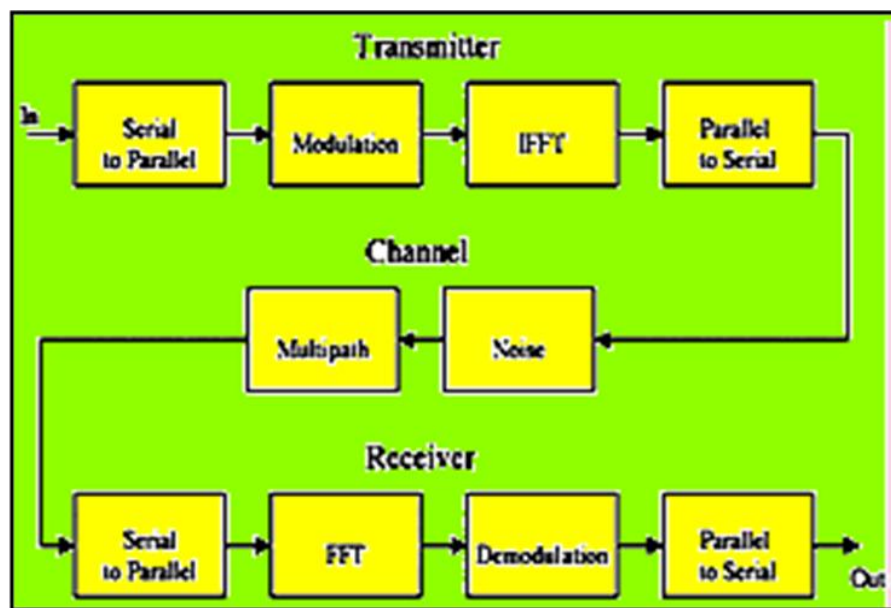 Transmitter
In
Serial
to Parallel
Modulation
IFFT
Parallel
to Serial
Channel
Multipath
Noise
Receiver
Serial
to Parallel
FFT
Demodulation
Parallel
to Serial
Out